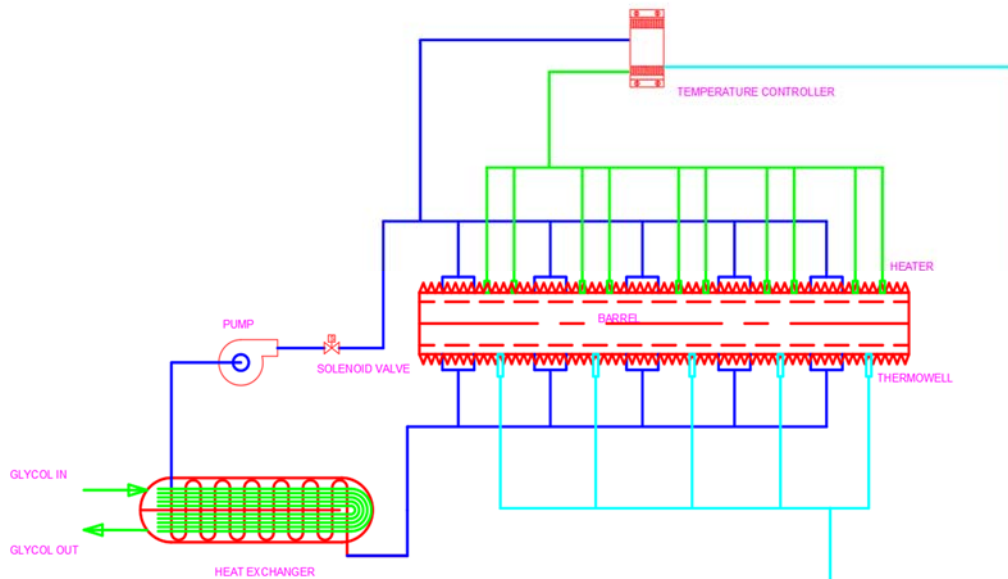 TEMPERATURE CONTROLLER
HEATER
BARREL
PUMP
SOLENOID VALVE
THERMOWELL
GLYCOL IN
GLYCOL OUT
HEAT EXCHANGER